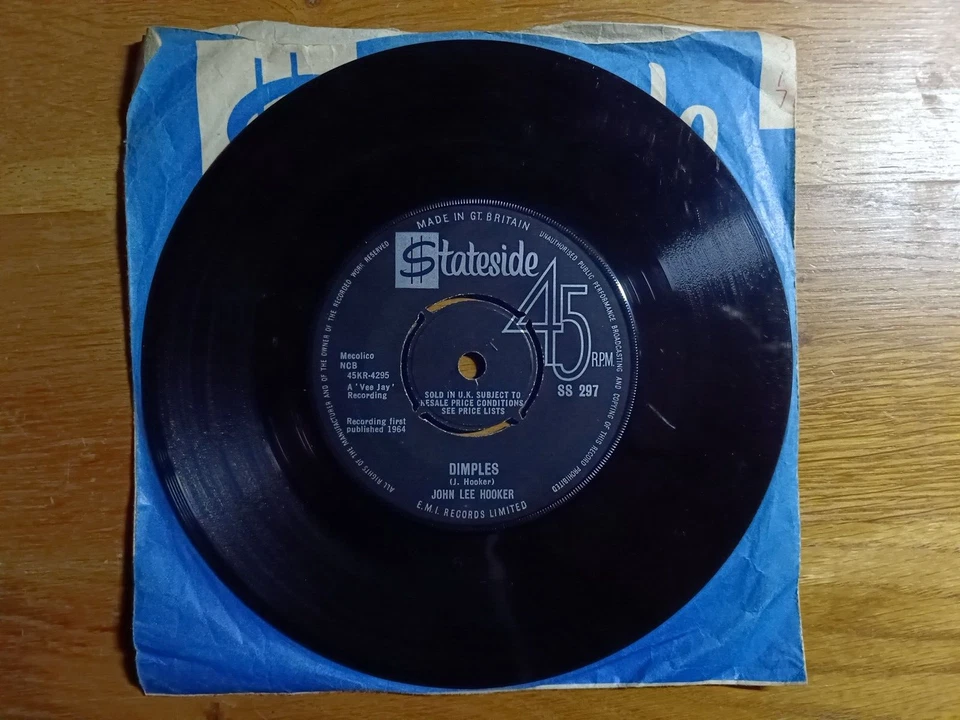 MADE IN GT. BRITAIN
$tateside
45
R.P.M.
SS 297
Mecolico
NCB
45KR-4295
A 'Vee Jay'
Recording
Recording first
published 1964
SOLD IN U.K. SUBJECT TO
RESALE PRICE CONDITIONS,
SEE PRICE LISTS
DIMPLES
(J. Hooker)
JOHN LEE HOOKER
E.M.I. RECORDS LIMITED
ALL RIGHTS OF THE MANUFACTURER AND OF THE OWNER OF THE RECORDED WORK RESERVED
UNAUTHORISED PUBLIC PERFORMANCE BROADCASTING AND COPYING OF THIS RECORD PROHIBITED